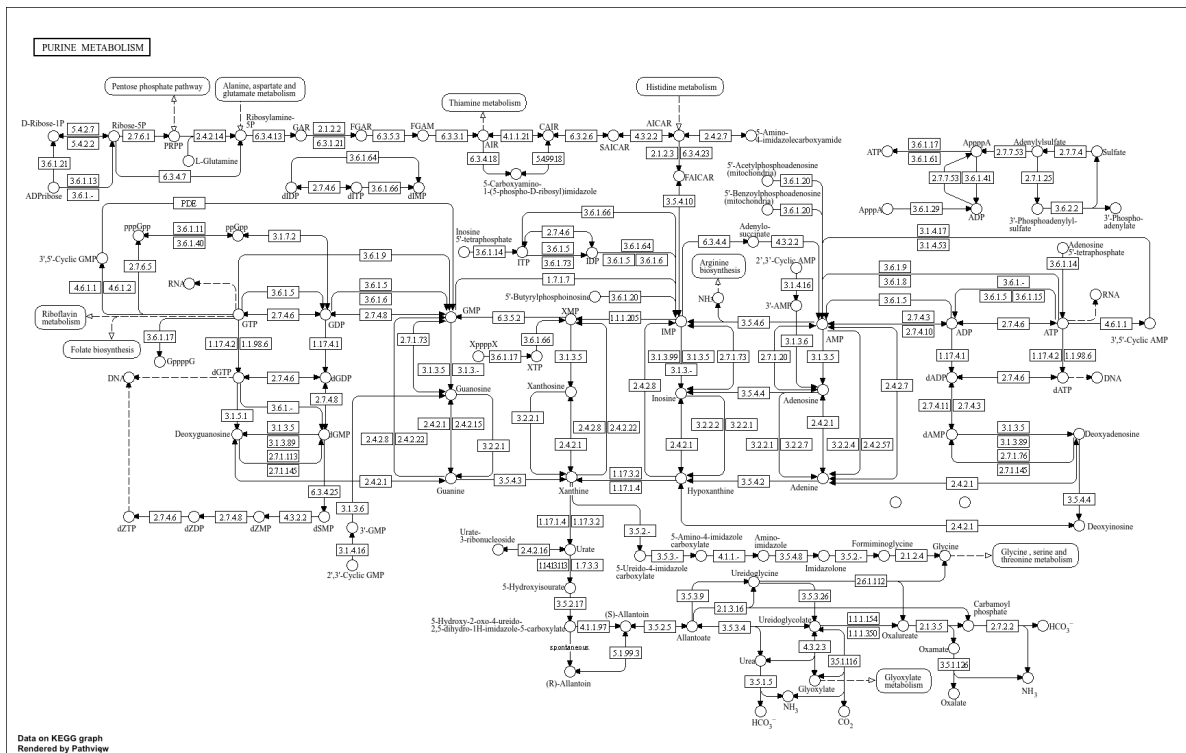 PURINE METABOLISM
Pentose phosphate pathway
Alanine, aspartate and
glutamate metabolism
Thiamine metabolism
Histidine metabolism
D-Ribose-1P
5.4.2.7
5.4.2.2
Ribose-5P
2.7.6.1
PRPP
2.4.2.14
Ribosylamine-
5P
6.3.4.13
GAR
2.1.2.2
6.3.1.21
FGAR
6.3.5.3
FGAM
6.3.3.1
AIR
4.1.1.21
CAIR
6.3.2.6
SAICAR
4.3.2.2
AICAR
2.4.2.7
5-Amino-
4-imidazolecarboxyamide
L-Glutamine
6.3.4.7
3.6.1.21
3.6.1.13
3.6.1.-
ADPribose
6.3.4.18
5.4.99.18
5-Carboxyamino-
1-(5-phospho-D-ribosyl)imidazole
2.1.2.3
6.3.4.23
FAICAR
3.5.4.10
3.6.1.64
dIDP
2.7.4.6
dITP
3.6.1.66
dIMP
5'-Acetylphosphoadenosine
(mitochondria)
3.6.1.20
5'-Benzoylphosphoadenosine
(mitochondria)
3.6.1.20
ATP
3.6.1.17
3.6.1.61
ApppA
2.7.7.53
Adenylylsulfate
2.7.7.4
Sulfate
2.7.7.53
3.6.1.41
2.7.1.25
ApppA
3.6.1.29
ADP
3.6.2.2
3'-Phosphoadenylyl-
sulfate
3'-Phospho-
adenylate
PDE
pppGpp
3.6.1.11
3.6.1.40
ppGpp
3.1.7.2
3',5'-Cyclic GMP
2.7.6.5
4.6.1.1
4.6.1.2
RNA
3.6.1.9
Inosine
5'-tetraphosphate
3.6.1.14
ITP
3.6.1.66
2.7.4.6
3.6.1.5
3.6.1.73
IDP
3.6.1.64
3.6.1.5
3.6.1.6
1.7.1.7
6.3.4.4
Adenylo-
succinate
4.3.2.2
3.1.4.17
3.1.4.53
Arginine
biosynthesis
2',3'-Cyclic AMP
3.1.4.16
3'-AMP
3.1.3.6
NH3
3.6.1.9
3.6.1.8
3.6.1.5
3.6.1.14
Adenosine
5'-tetraphosphate
3.6.1.-
3.6.1.5
3.6.1.15
RNA
Riboflavin
metabolism
Folate biosynthesis
GTP
3.6.1.5
2.7.4.6
GDP
3.6.1.5
3.6.1.6
2.7.4.8
GMP
5'-Butyrylphosphoinosine
3.6.1.20
6.3.5.2
XMP
1.1.1.205
IMP
3.5.4.6
AMP
2.7.4.3
2.7.4.10
ADP
2.7.4.6
ATP
4.6.1.1
3',5'-Cyclic AMP
3.6.1.17
GppppG
1.17.4.2
1.1.98.6
1.17.4.1
2.7.1.73
3.1.3.5
3.1.3.-
XppppX
3.6.1.17
3.6.1.66
XTP
3.1.3.5
3.1.3.99
3.1.3.5
3.1.3.-
2.7.1.73
2.7.1.20
3.1.3.5
1.17.4.1
1.17.4.2
1.1.98.6
DNA
dGTP
2.7.4.6
dGDP
2.7.4.8
Guanosine
Xanthosine
2.4.2.8
Inosine
3.5.4.4
Adenosine
2.4.2.7
dADP
2.7.4.6
dATP
DNA
3.1.5.1
3.6.1.-
Deoxyguanosine
3.1.3.5
3.1.3.89
2.7.1.113
2.7.1.145
dGMP
2.4.2.8
2.4.2.1
2.4.2.22
2.4.2.15
3.2.2.1
3.2.2.1
2.4.2.1
2.4.2.8
2.4.2.22
2.4.2.1
3.2.2.2
3.2.2.1
3.2.2.1
3.2.2.7
2.4.2.1
3.2.2.4
2.4.2.57
2.7.4.11
2.7.4.3
dAMP
3.1.3.5
3.1.3.89
2.7.1.76
2.7.1.145
Deoxyadenosine
2.4.2.1
Guanine
3.5.4.3
Xanthine
1.17.3.2
1.17.1.4
Hypoxanthine
3.5.4.2
Adenine
2.4.2.1
3.5.4.4
2.4.2.1
Deoxyinosine
6.3.4.25
dZTP
2.7.4.6
dZDP
2.7.4.8
dZMP
4.3.2.2
dSMP
3.1.3.6
3'-GMP
3.1.4.16
2',3'-Cyclic GMP
1.17.1.4
1.17.3.2
3.5.2.-
Urate-
3-ribonucleoside
2.4.2.16
Urate
1.14.13.113
1.7.3.3
5-Ureido-4-imidazole
carboxylate
3.5.3.-
5-Amino-4-imidazole
carboxylate
4.1.1.-
Amino-
imidazole
3.5.4.8
Imidazolone
3.5.2.-
Formiminoglycine
2.1.2.4
Glycine
Glycine , serine and
threonine metabolism
5-Hydroxyisourate
3.5.2.17
5-Hydroxy-2-oxo-4-ureido-
2,5-dihydro-1H-imidazole-5-carboxylate
4.1.1.97
(S)-Allantoin
3.5.2.5
Allantoate
spontaneous
5.1.99.3
(R)-Allantoin
3.5.3.9
Ureidoglycine
2.6.1.112
2.1.3.16
3.5.3.26
3.5.3.4
Ureidoglycolate
1.1.1.154
1.1.1.350
Oxalureate
2.1.3.5
Carbamoyl
phosphate
2.7.2.2
HCO3−
Urea
4.3.2.3
3.5.1.116
Oxamate
3.5.1.126
Oxalate
NH3
3.5.1.5
Glyoxylate
Glyoxylate
metabolism
NH3
HCO3−
CO2
Data on KEGG graph
Rendered by Pathview